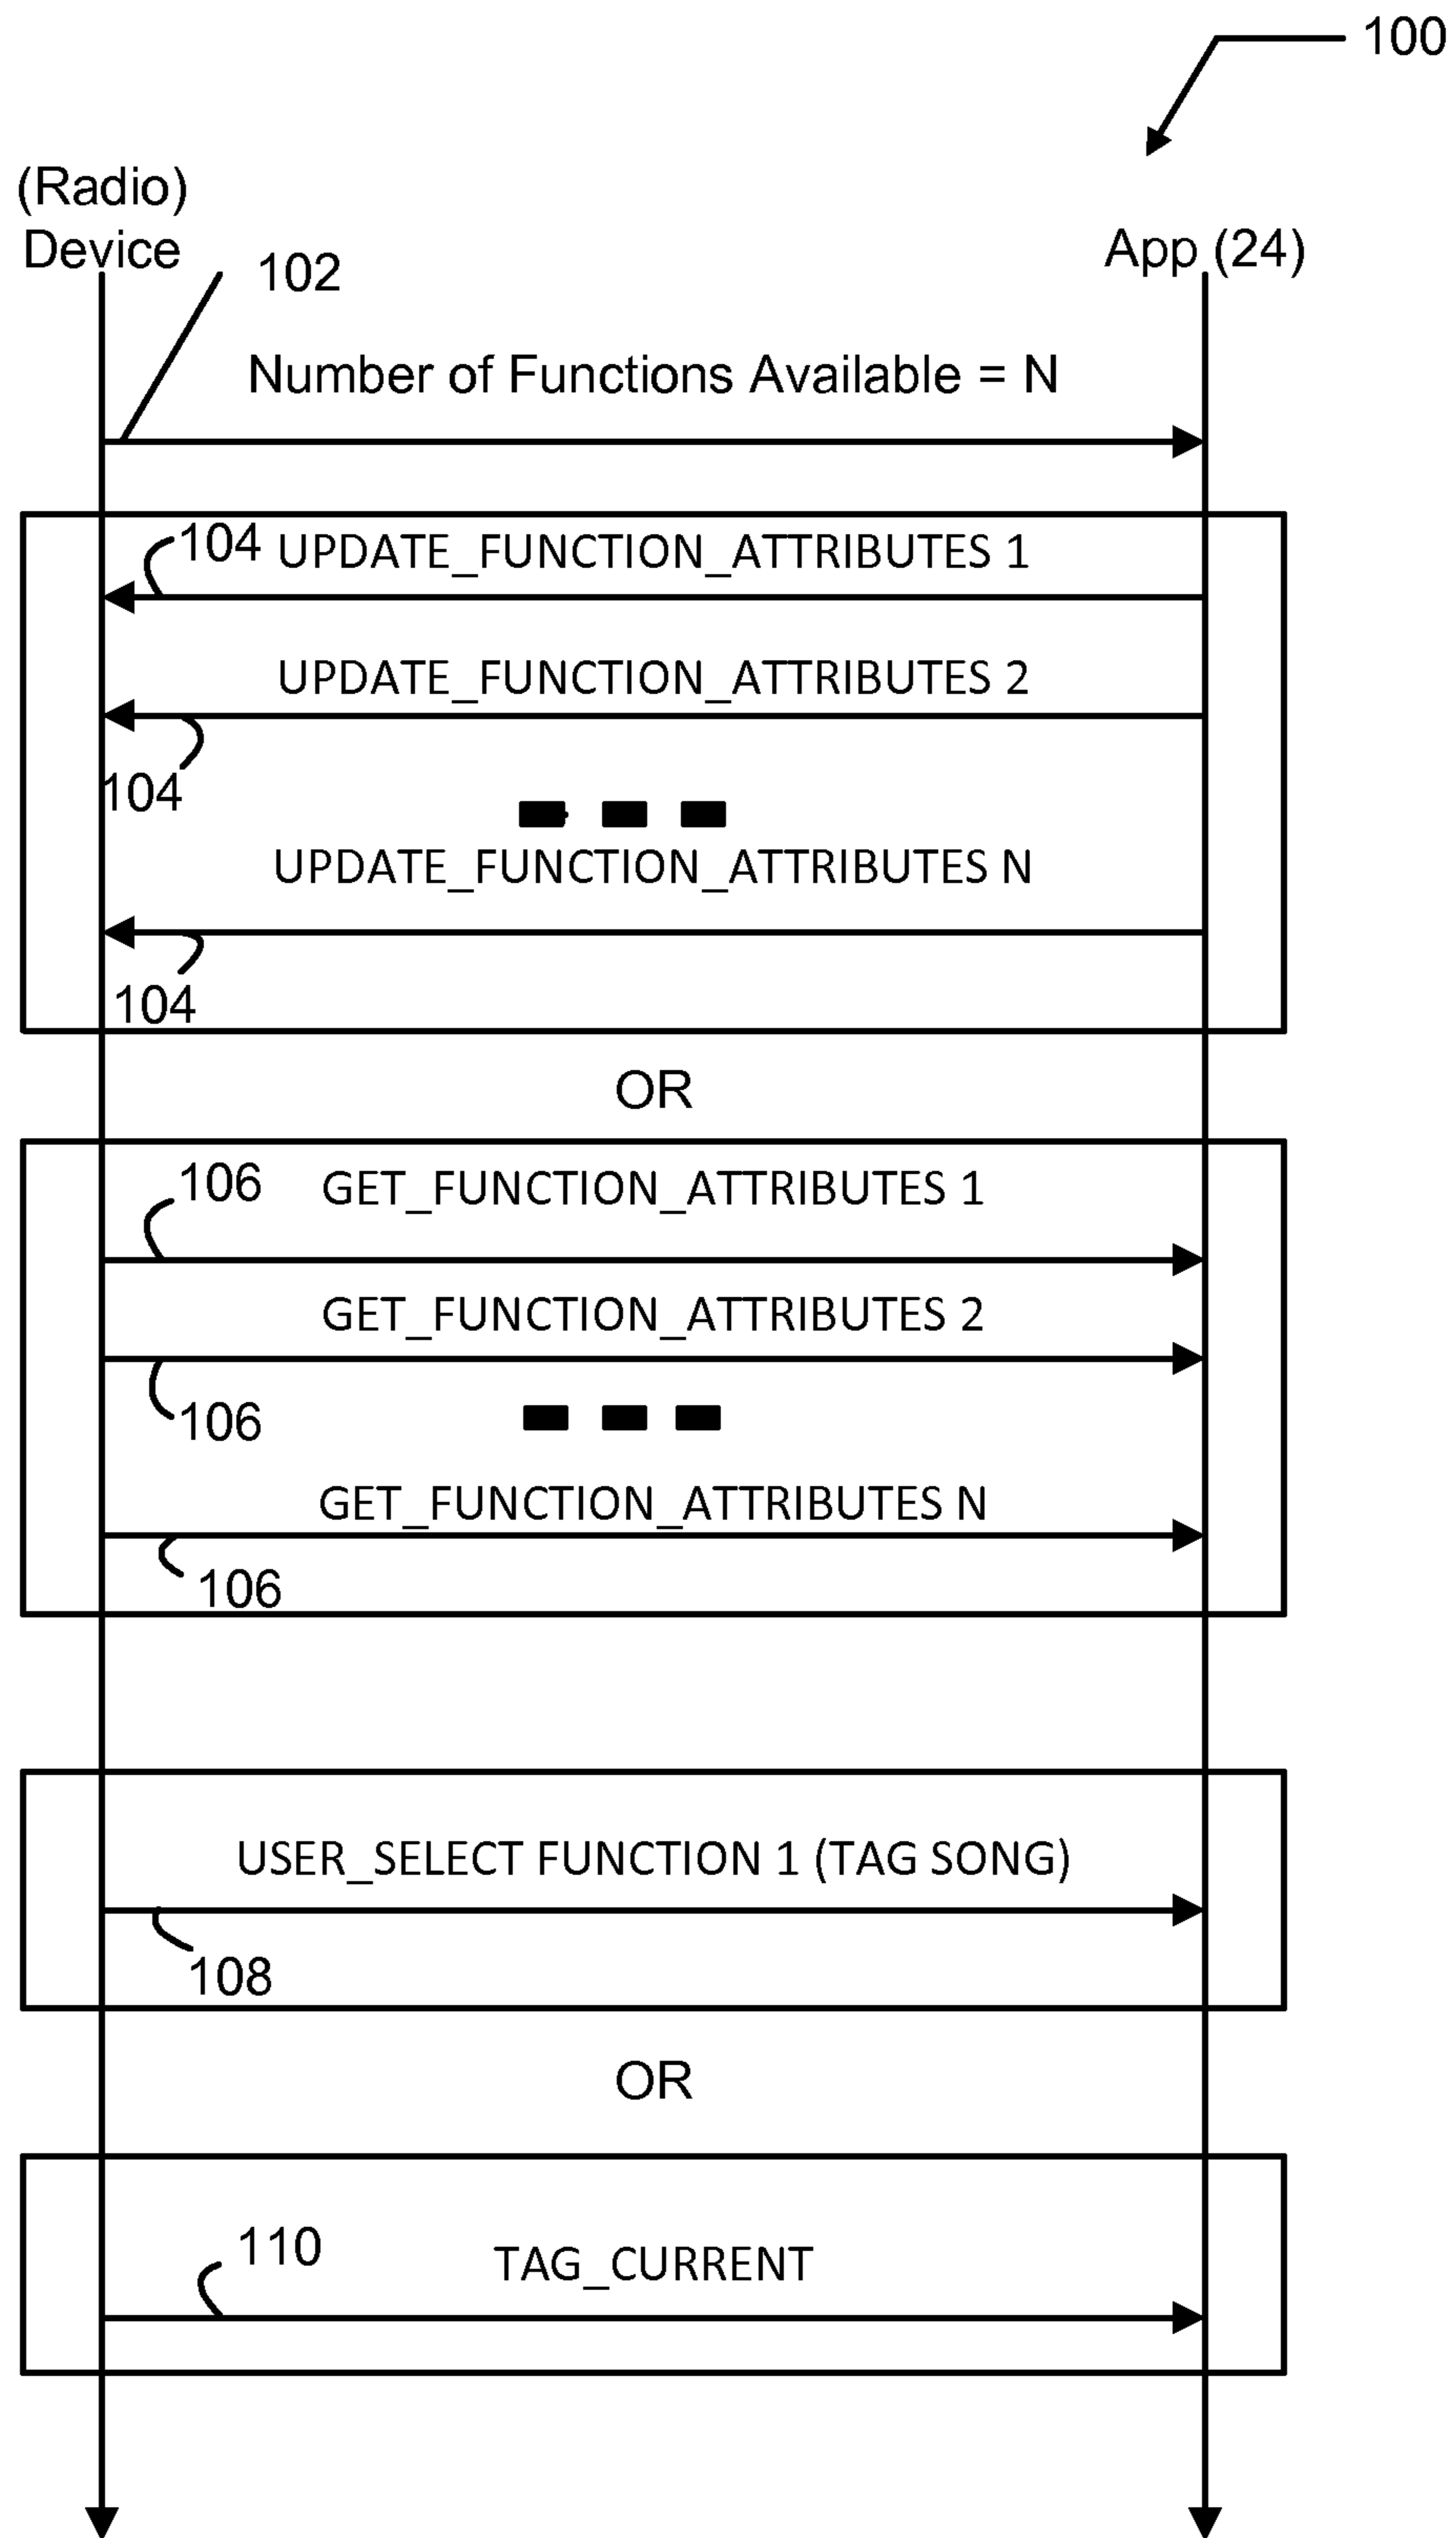 100
(Radio)
Device
App (24)
102
Number of Functions Available = N
104
UPDATE_FUNCTION_ATTRIBUTES 1
UPDATE_FUNCTION_ATTRIBUTES 2
104
UPDATE_FUNCTION_ATTRIBUTES N
104
OR
106
GET_FUNCTION_ATTRIBUTES 1
GET_FUNCTION_ATTRIBUTES 2
106
GET_FUNCTION_ATTRIBUTES N
106
USER_SELECT FUNCTION 1 (TAG SONG)
108
OR
110
TAG_CURRENT